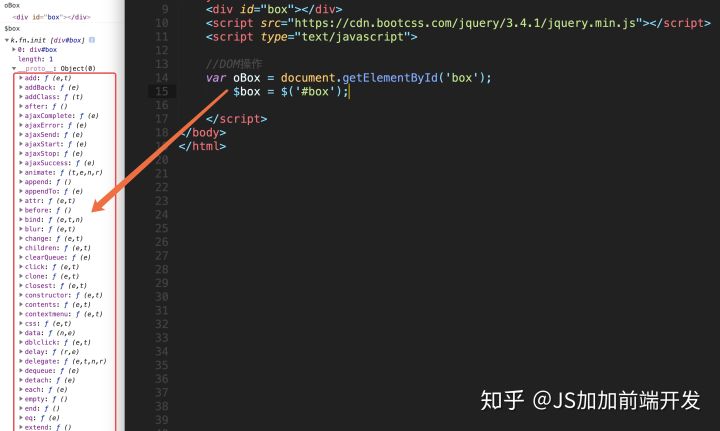 oBox
<div id="box"></div>
$box
k.fn.init [div#box] i
0: div#box
length: 1
__proto__: Object(0)
add: ƒ (e,t)
addBack: ƒ (e)
addClass: ƒ (t)
after: ƒ ()
ajaxComplete: ƒ (e)
ajaxError: ƒ (e)
ajaxSend: ƒ (e)
ajaxStart: ƒ (e)
ajaxStop: ƒ (e)
ajaxSuccess: ƒ (e)
animate: ƒ (t,e,n,r)
append: ƒ ()
appendTo: ƒ (e)
attr: ƒ (e,t)
before: ƒ ()
bind: ƒ (e,t,n)
blur: ƒ (e,t)
change: ƒ (e,t)
children: ƒ (e,t)
clearQueue: ƒ (e)
click: ƒ (e,t)
clone: ƒ (e,t)
closest: ƒ (e,t)
constructor: ƒ (e,t)
contents: ƒ (e,t)
contextmenu: ƒ (e,t)
css: ƒ (e,t)
data: ƒ (n,e)
dblclick: ƒ (e,t)
delay: ƒ (r,e)
delegate: ƒ (e,t,n,r)
dequeue: ƒ (e)
detach: ƒ (e)
each: ƒ (e)
empty: ƒ ()
end: ƒ ()
eq: ƒ (e)
extend: ƒ ()
9 <div id="box"></div>
10 <script src="https://cdn.bootcss.com/jquery/3.4.1/jquery.min.js"></script>
11 <script type="text/javascript">
12
13 //DOM操作
14 var oBox = document.getElementById('box');
15 $box = $('#box');
16
17 </script>
18 </body>
19 </html>
20
21
22
23
24
25
26
27
28
29
30
31
32
33
34
35
36
37
38
39
知乎 @JS加加前端开发